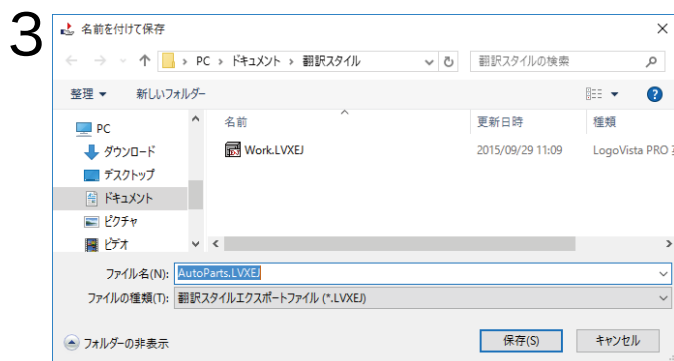 3
名前を付けて保存
PC › ドキュメント › 翻訳スタイル
翻訳スタイルの検索
整理 新しいフォルダー
名前 更新日時 種類
PC
ダウンロード
デスクトップ
ドキュメント
ピクチャ
ビデオ
Work.LVXEJ 2015/09/29 11:09 LogoVista PRO
ファイル名(N): AutoParts.LVXEJ
ファイルの種類(T): 翻訳スタイルエクスポートファイル (*.LVXEJ)
フォルダーの非表示
保存(S) キャンセル